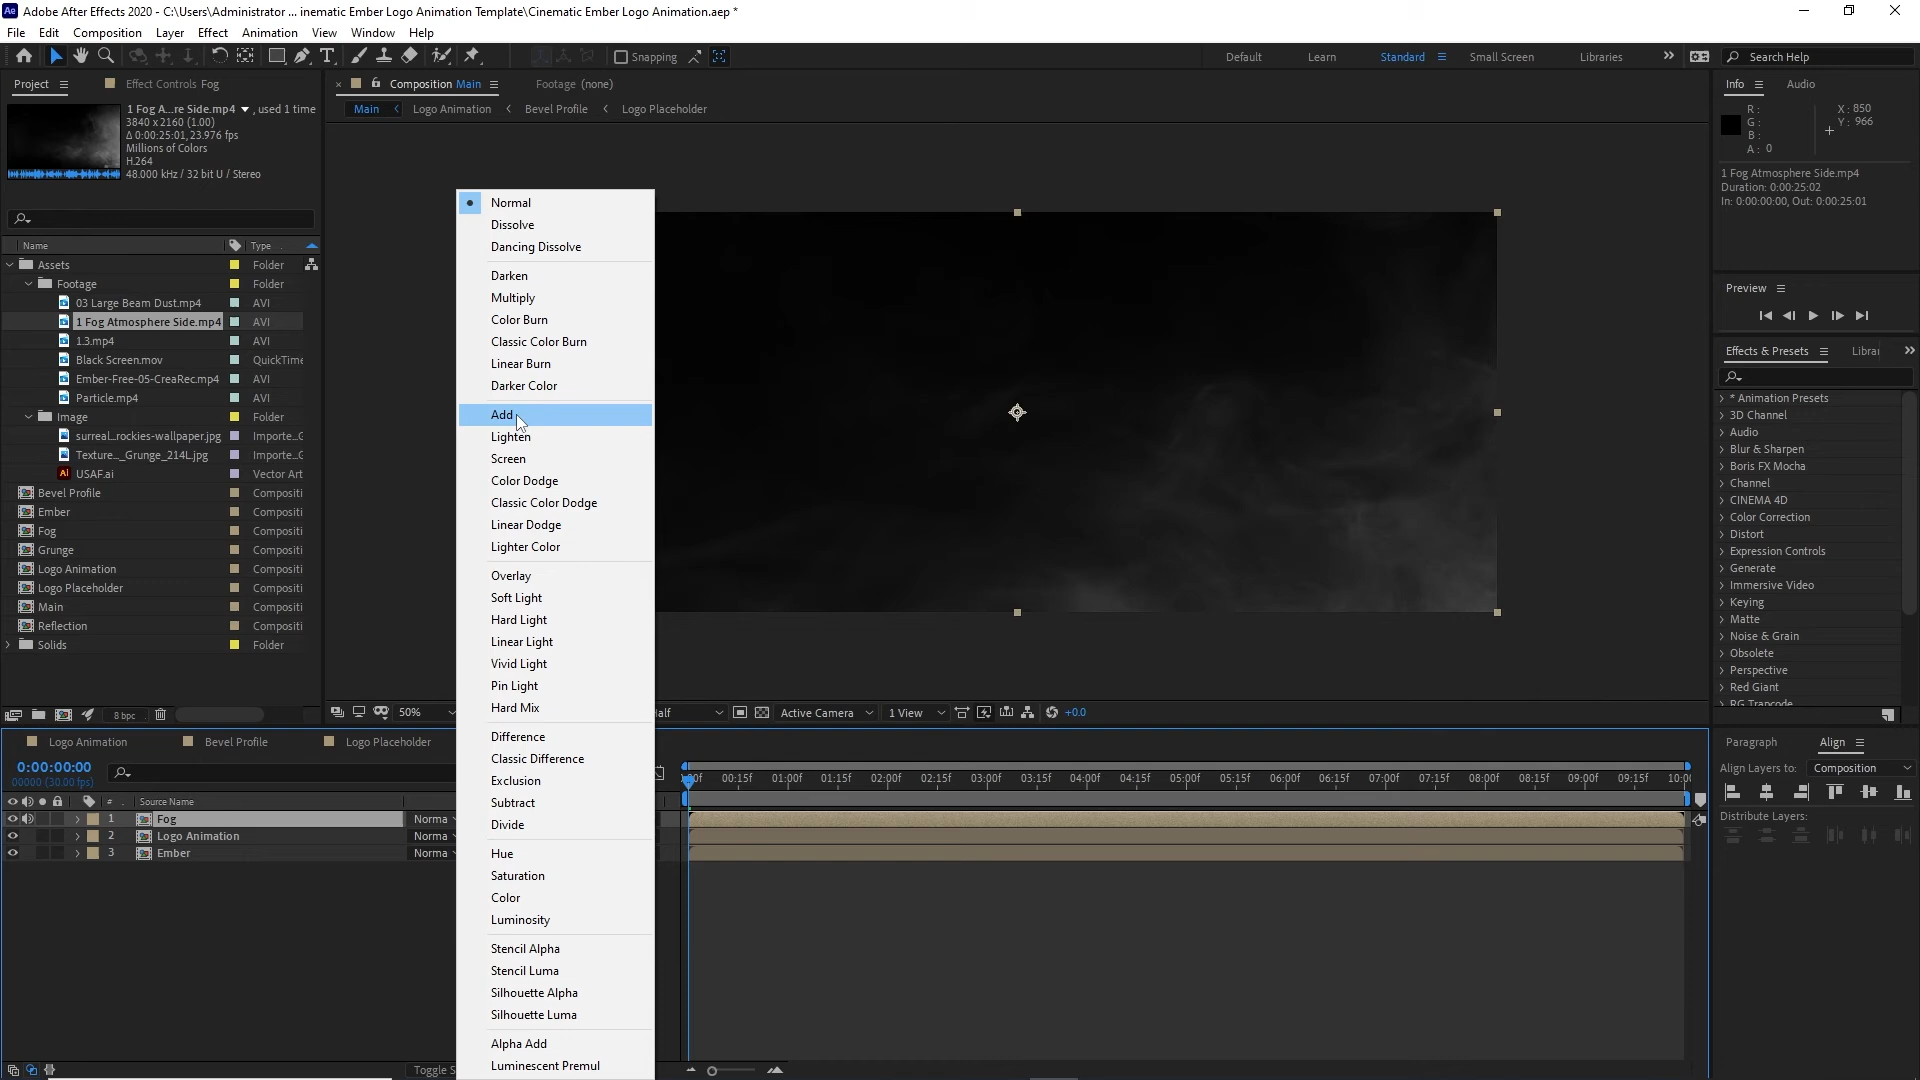 Adobe After Effects 2020 - C:\Users\Administrator ... inematic Ember Logo Animation Template\Cinematic Ember Logo Animation.aep *
File Edit Composition Layer Effect Animation View Window Help
Snapping
Default Learn Standard Small Screen Libraries Search Help
Project Effect Controls Fog
Composition Main Footage (none)
Info Audio
1 Fog A...re Side.mp4 , used 1 time
3840 x 2160 (1.00)
Δ 0:00:25:01, 23.976 fps
Millions of Colors
H.264
48.000 kHz / 32 bit U / Stereo
Main Logo Animation Bevel Profile Logo Placeholder
R:
G:
B:
A: 0
X: 850
Y: 966
1 Fog Atmosphere Side.mp4
Duration: 0:00:25:02
In: 0:00:00:00, Out: 0:00:25:01
Preview
Effects & Presets Librar
* Animation Presets
3D Channel
Audio
Blur & Sharpen
Boris FX Mocha
Channel
CINEMA 4D
Color Correction
Distort
Expression Controls
Generate
Immersive Video
Keying
Matte
Noise & Grain
Obsolete
Perspective
Red Giant
RG Trapcode
Name Type
Assets Folder
Footage Folder
03 Large Beam Dust.mp4 AVI
1 Fog Atmosphere Side.mp4 AVI
1.3.mp4 AVI
Black Screen.mov QuickTime
Ember-Free-05-CreaRec.mp4 AVI
Particle.mp4 AVI
Image Folder
surreal...rockies-wallpaper.jpg Importe...G
Texture..._Grunge_214L.jpg Importe...G
USAF.ai Vector Art
Bevel Profile Compositi
Ember Compositi
Fog Compositi
Grunge Compositi
Logo Animation Compositi
Logo Placeholder Compositi
Main Compositi
Reflection Compositi
Solids Folder
8 bpc
Normal
Dissolve
Dancing Dissolve
Darken
Multiply
Color Burn
Classic Color Burn
Linear Burn
Darker Color
Add
Lighten
Screen
Color Dodge
Classic Color Dodge
Linear Dodge
Lighter Color
Overlay
Soft Light
Hard Light
Linear Light
Vivid Light
Pin Light
Hard Mix
Difference
Classic Difference
Exclusion
Subtract
Divide
Hue
Saturation
Color
Luminosity
Stencil Alpha
Stencil Luma
Silhouette Alpha
Silhouette Luma
Alpha Add
Luminescent Premul
50% Half Active Camera 1 View +0.0
Logo Animation Bevel Profile Logo Placeholder
0:00:00:00
00000 (30.00 fps)
00:15f 01:00f 01:15f 02:00f 02:15f 03:00f 03:15f 04:00f 04:15f 05:00f 05:15f 06:00f 06:15f 07:00f 07:15f 08:00f 08:15f 09:00f 09:15f 10:00
# Source Name
1 Fog Norma
2 Logo Animation Norma
3 Ember Norma
Toggle S
Paragraph Align
Align Layers to: Composition
Distribute Layers: